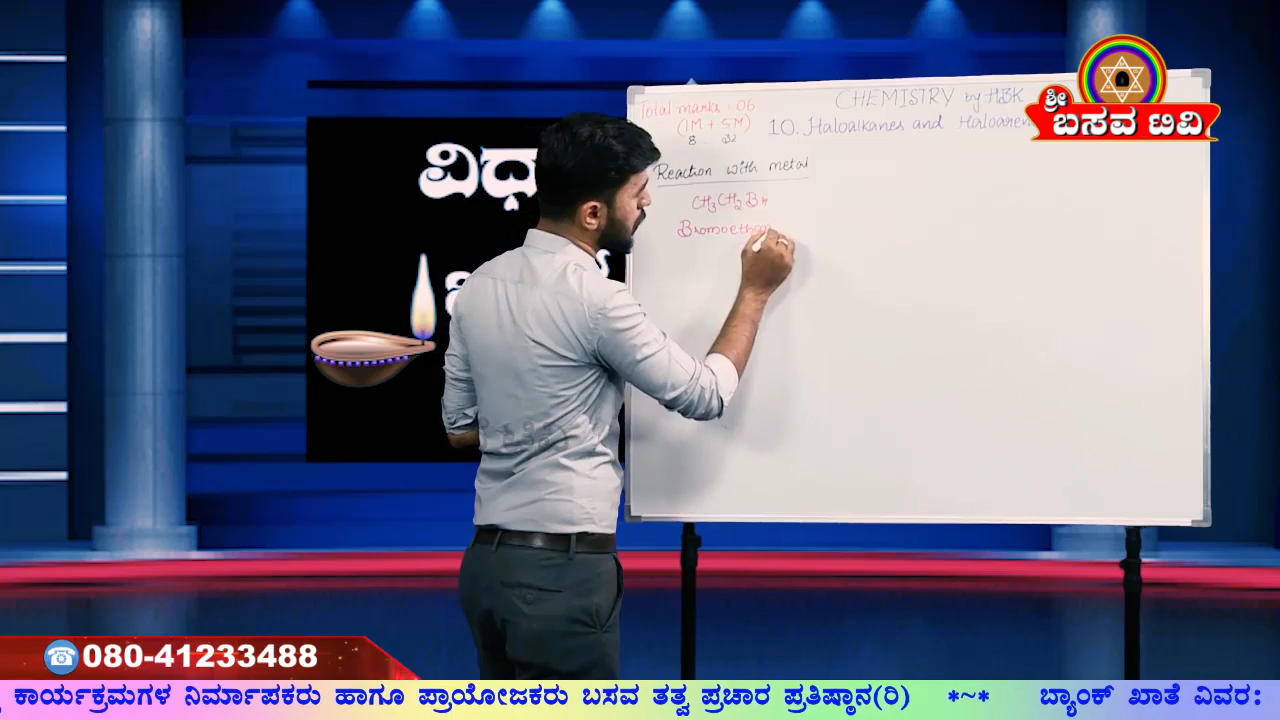 ಶ್ರೀ
ಬಸವ ಟಿವಿ
CHEMISTRY by HBK
Total marks : 06
(1M + 5M)
10. Haloalkanes and Haloaren
Reaction with metal
CH3CH2Br
080-41233488
ಕಾರ್ಯಕ್ರಮಗಳ ನಿರ್ಮಾಪಕರು ಹಾಗೂ ಪ್ರಾಯೋಜಕರು ಬಸವ ತತ್ವ ಪ್ರಚಾರ ಪ್ರತಿಷ್ಠಾನ(ರಿ) *~* ಬ್ಯಾಂಕ್ ಖಾತೆ ವಿವರ: